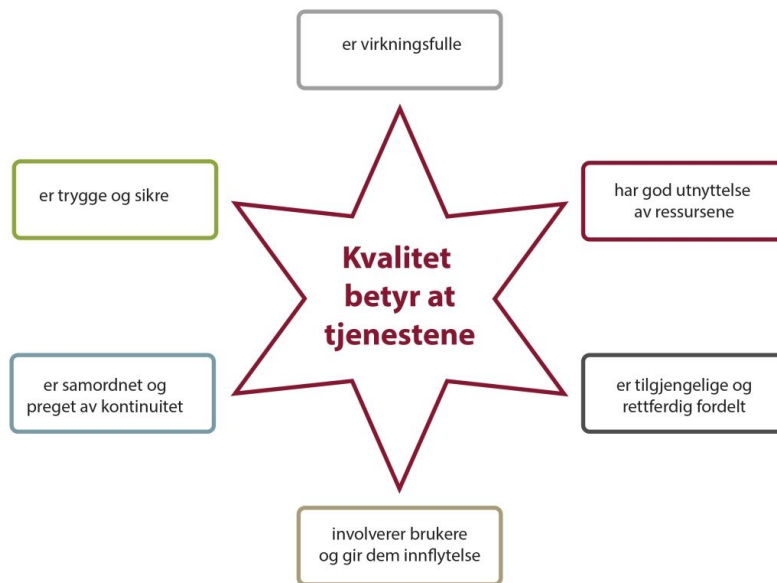 er virkningsfulle
er trygge og sikre
har god utnyttelse
av ressursene
Kvalitet
betyr at
tjenestene
er samordnet og
preget av kontinuitet
er tilgjengelige og
rettferdig fordelt
involverer brukere
og gir dem innflytelse